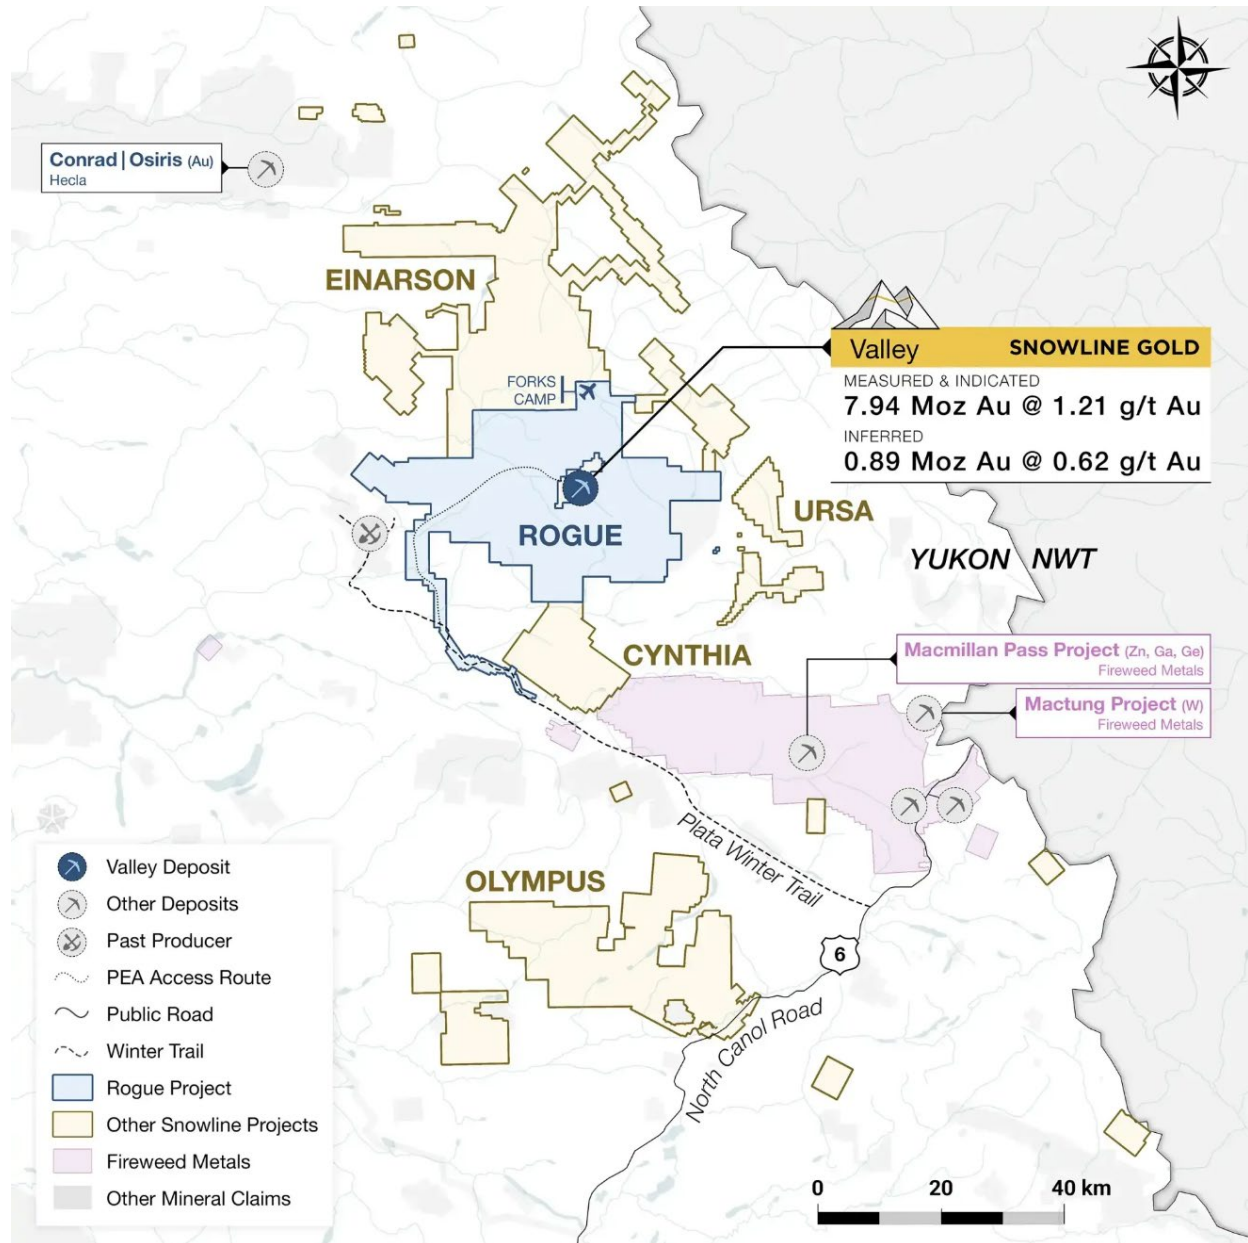 Conrad | Osiris (Au)
Hecla
EINARSON
FORKS
CAMP
Valley SNOWLINE GOLD
MEASURED & INDICATED
7.94 Moz Au @ 1.21 g/t Au
INFERRED
0.89 Moz Au @ 0.62 g/t Au
ROGUE
URSA
YUKON NWT
CYNTHIA
Macmillan Pass Project (Zn, Ga, Ge)
Fireweed Metals
Mactung Project (W)
Fireweed Metals
Plata Winter Trail
OLYMPUS
6
North Canol Road
Valley Deposit
Other Deposits
Past Producer
PEA Access Route
Public Road
Winter Trail
Rogue Project
Other Snowline Projects
Fireweed Metals
Other Mineral Claims
0 20 40 km